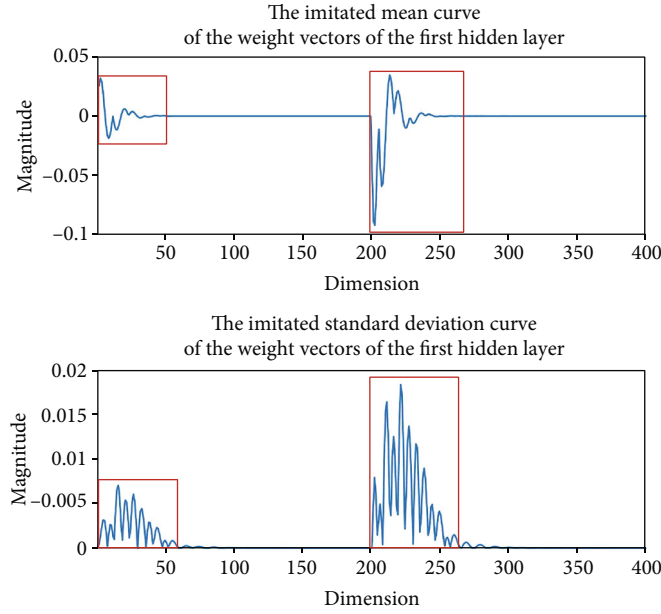 The imitated mean curve
of the weight vectors of the first hidden layer
0.05
0
–0.05
–0.1
Magnitude
50 100 150 200 250 300 350 400
Dimension
The imitated standard deviation curve
of the weight vectors of the first hidden layer
0.02
0.015
0.01
–0.005
0
Magnitude
50 100 150 200 250 300 350 400
Dimension